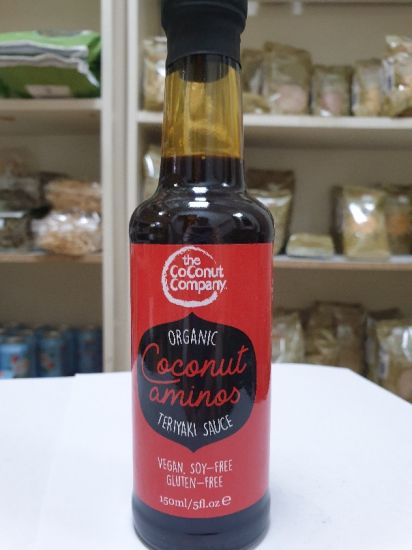 the
CoCoNut
Company.
ORGANIC
Coconut
aminos
TERIYAKI SAUCE
VEGAN, SOY-FREE
GLUTEN-FREE
150ml/5fl.oz e